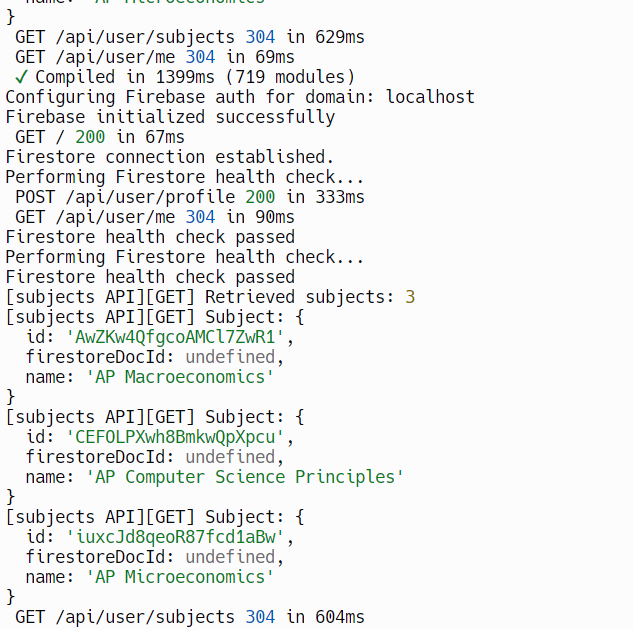 name: 'AP Microeconomics'
}
GET /api/user/subjects 304 in 629ms
GET /api/user/me 304 in 69ms
✓ Compiled in 1399ms (719 modules)
Configuring Firebase auth for domain: localhost
Firebase initialized successfully
GET / 200 in 67ms
Firestore connection established.
Performing Firestore health check...
POST /api/user/profile 200 in 333ms
GET /api/user/me 304 in 90ms
Firestore health check passed
Performing Firestore health check...
Firestore health check passed
[subjects API][GET] Retrieved subjects: 3
[subjects API][GET] Subject: {
id: 'AwZKw4QfgcoAMCl7ZwR1',
firestoreDocId: undefined,
name: 'AP Macroeconomics'
}
[subjects API][GET] Subject: {
id: 'CEFOLPXwh8BmkwQpXpcu',
firestoreDocId: undefined,
name: 'AP Computer Science Principles'
}
[subjects API][GET] Subject: {
id: 'iuxcJd8qeoR87fcd1aBw',
firestoreDocId: undefined,
name: 'AP Microeconomics'
}
GET /api/user/subjects 304 in 604ms